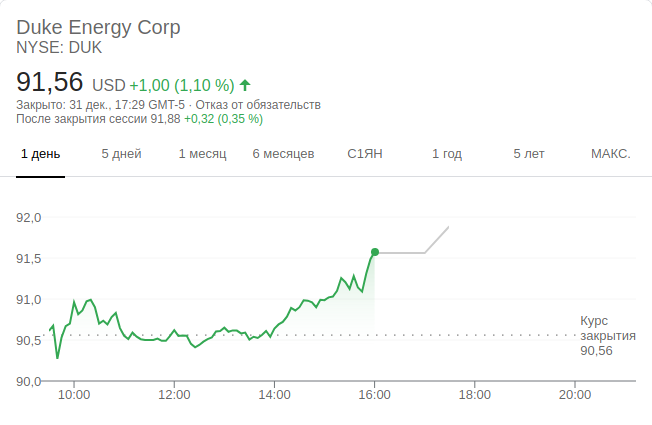 Duke Energy Corp
NYSE: DUK
91,56 USD +1,00 (1,10 %)
Закрыто: 31 дек., 17:29 GMT-5 · Отказ от обязательств
После закрытия сессии 91,88 +0,32 (0,35 %)
1 день 5 дней 1 месяц 6 месяцев С1ЯН 1 год 5 лет МАКС.
92,0
91,5
91,0
90,5
90,0
Курс
закрытия
90,56
10:00 12:00 14:00 16:00 18:00 20:00